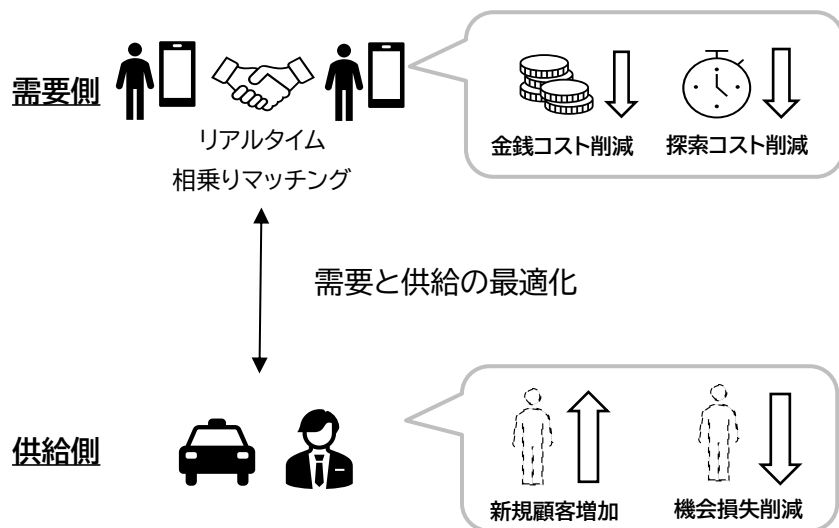 需要側
リアルタイム
相乗りマッチング
金銭コスト削減
探索コスト削減
需要と供給の最適化
供給側
新規顧客増加
機会損失削減